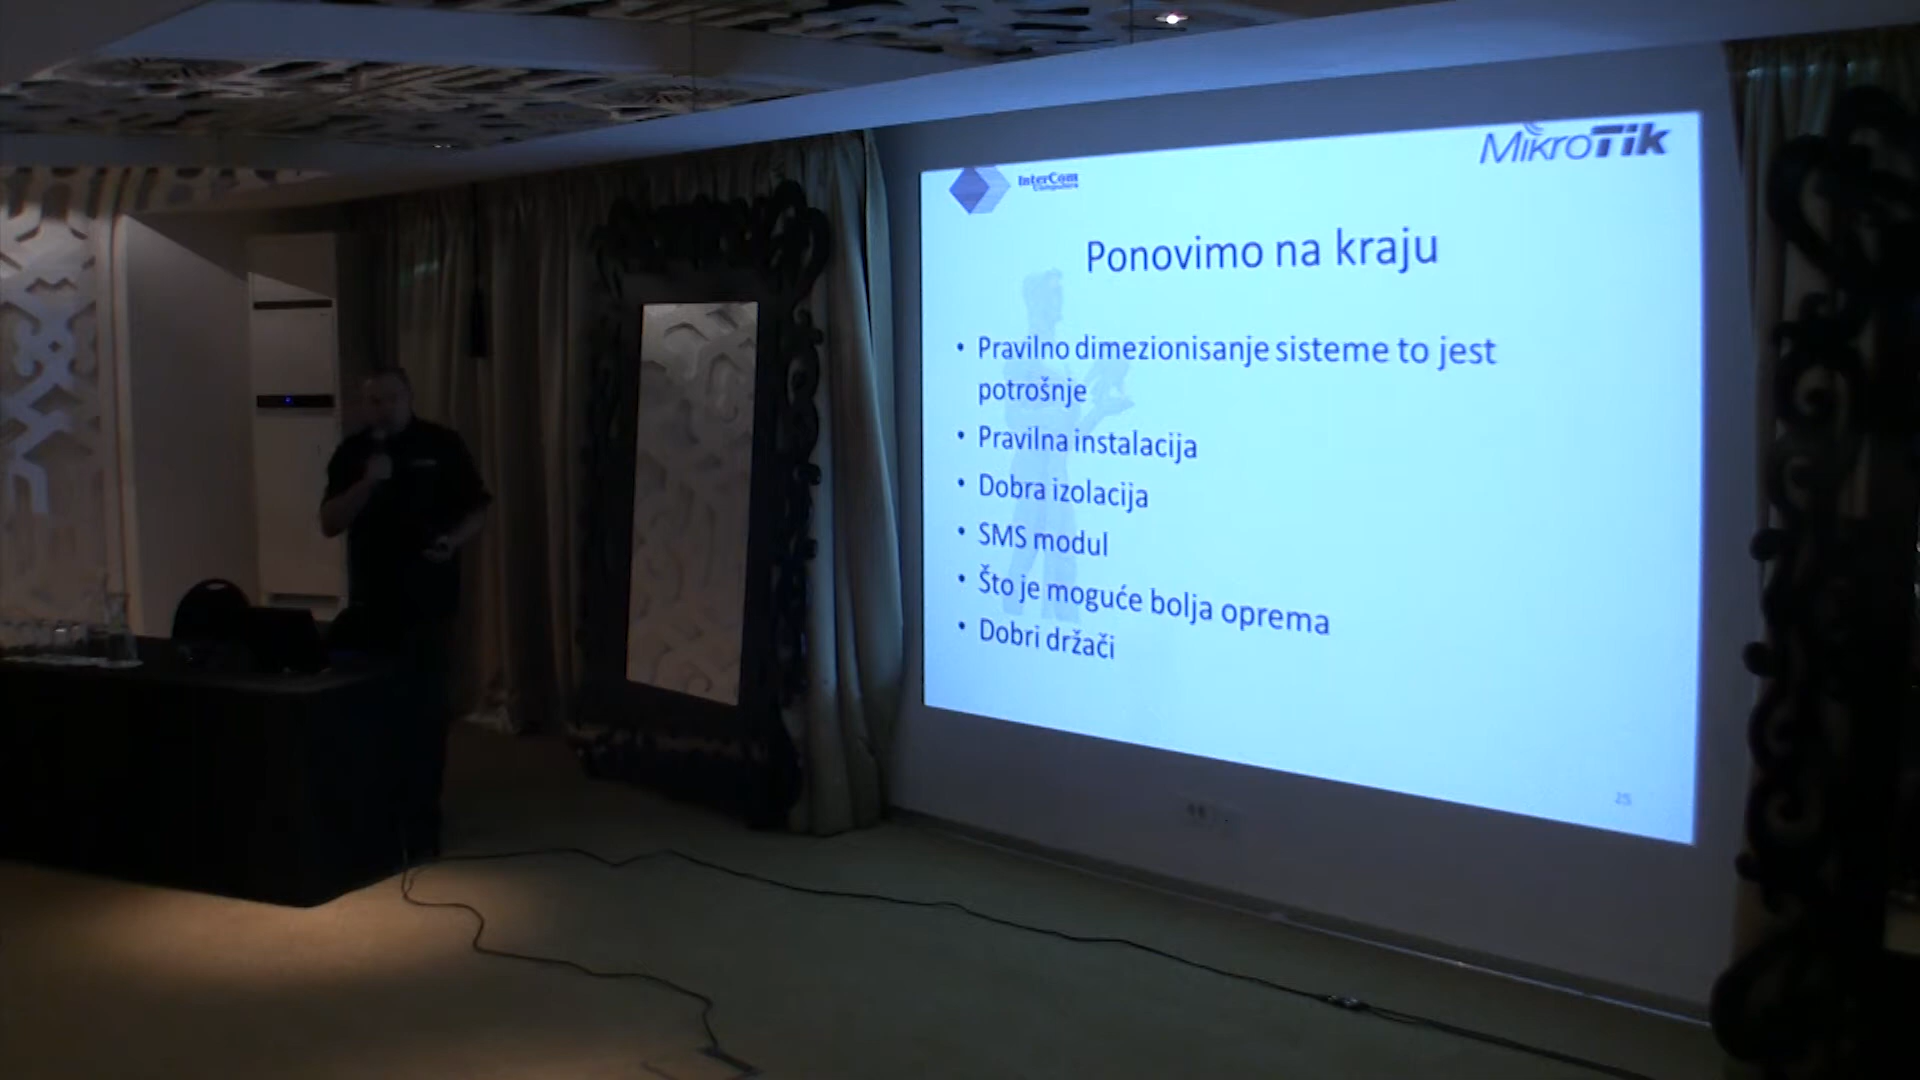 MikroTik
InterCom
Computers
Ponovimo na kraju
• Pravilno dimezionisanje sisteme to jest
potrošnje
• Pravilna instalacija
• Dobra izolacija
• SMS modul
• Što je moguće bolja oprema
• Dobri držači
25